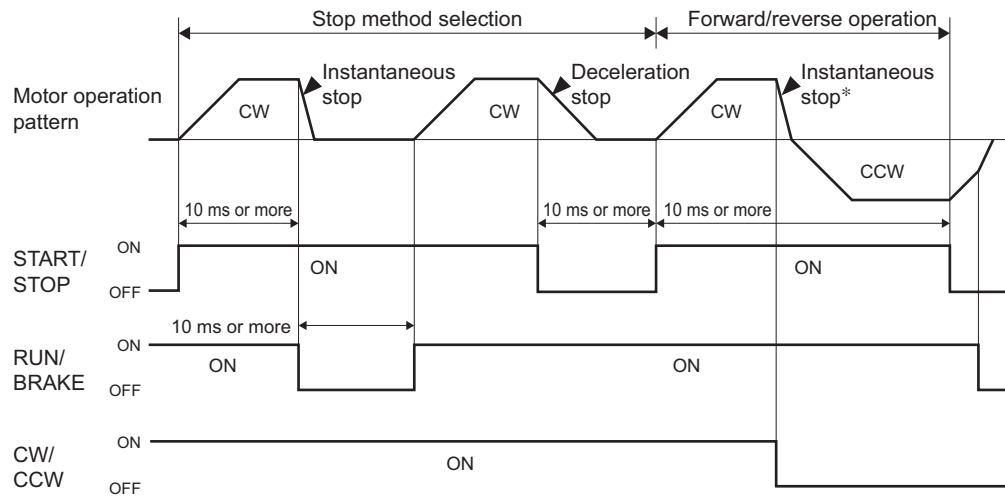 Stop method selection
Forward/reverse operation
Motor operation
pattern
CW
Instantaneous
stop
CW
Deceleration
stop
CW
Instantaneous
stop*
CCW
10 ms or more
10 ms or more
10 ms or more
START/
STOP
ON
OFF
ON
ON
10 ms or more
RUN/
BRAKE
ON
OFF
ON
ON
CW/
CCW
ON
OFF
ON